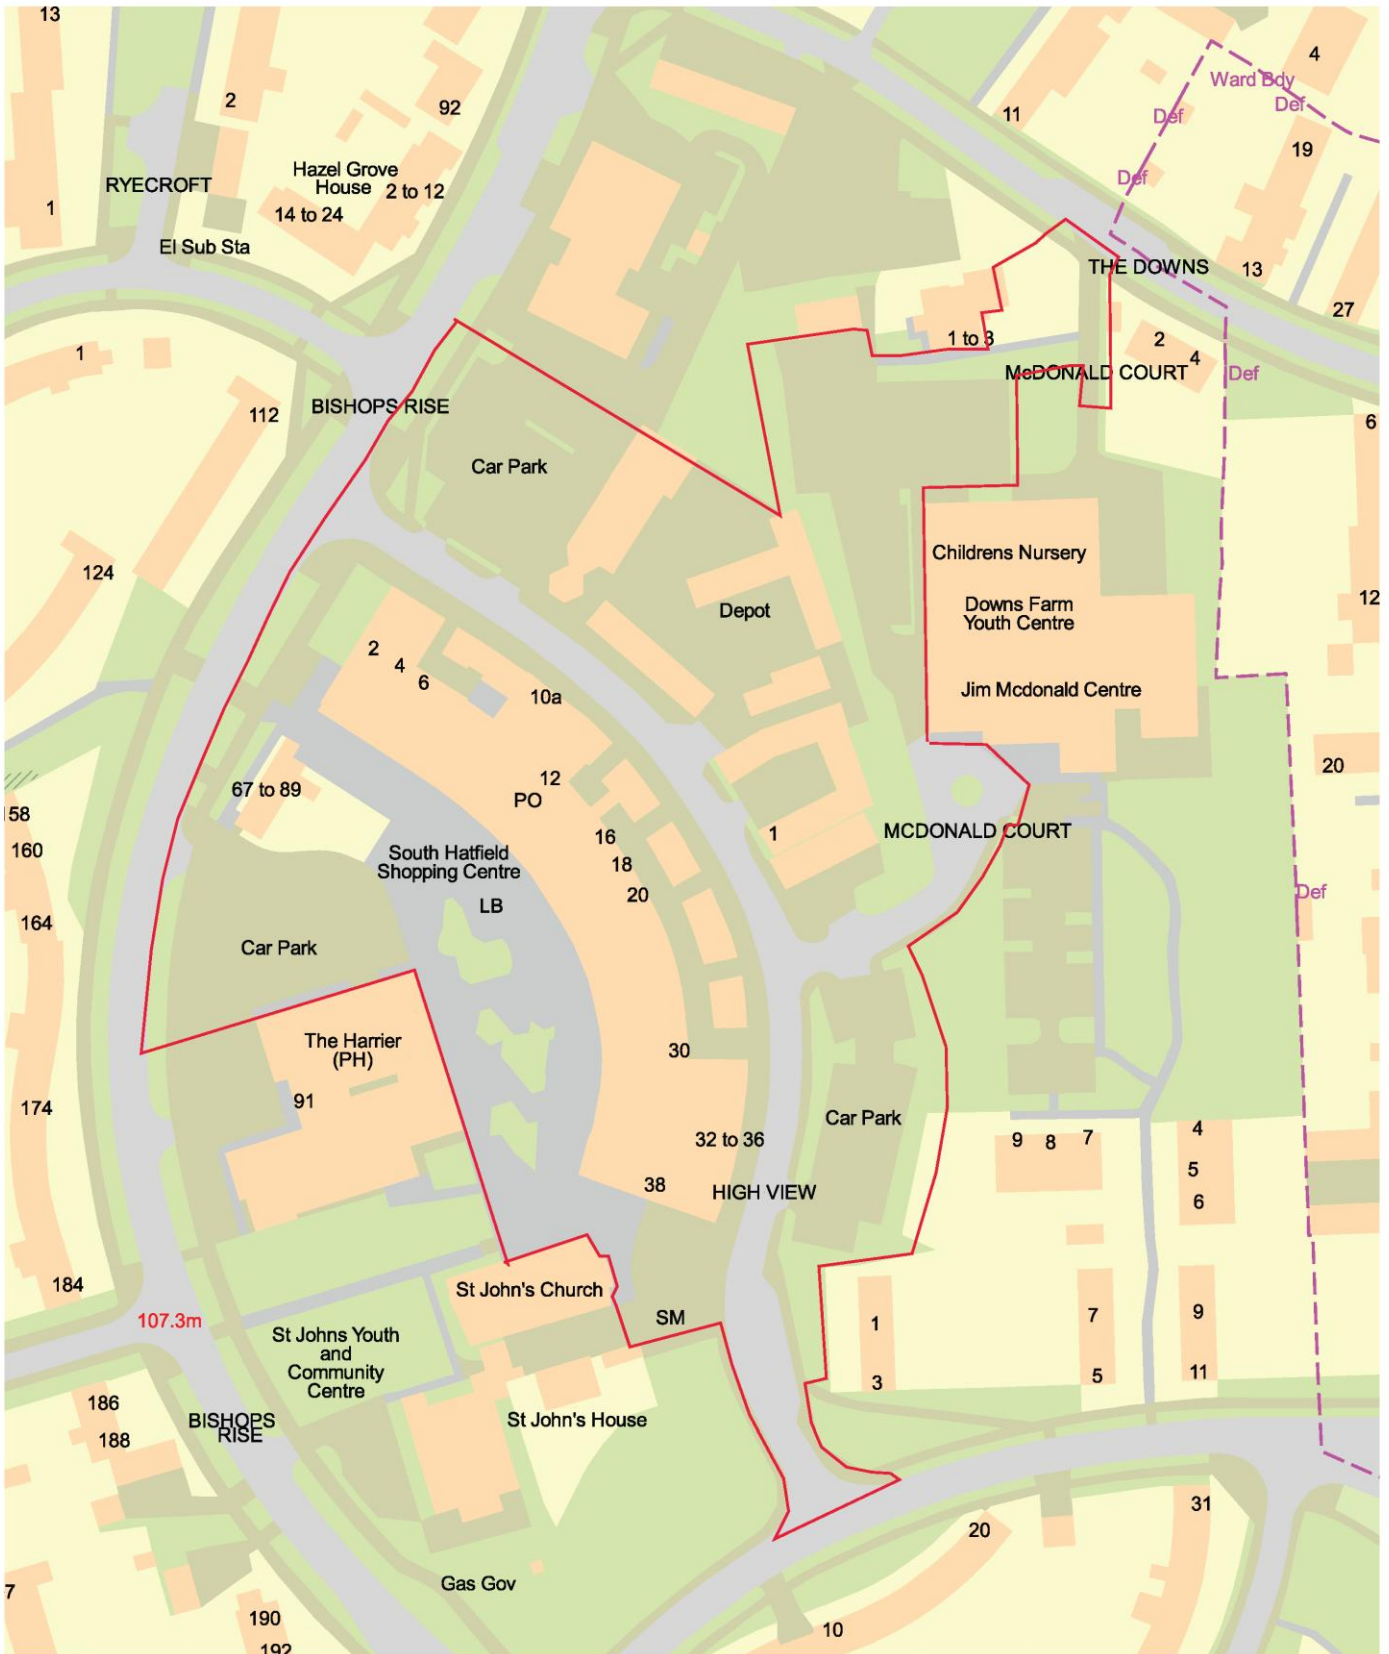 13
4
2
92
11
Ward Bdy
Def
Def
19
Hazel Grove
House
2 to 12
14 to 24
RYECROFT
Def
1
El Sub Sta
THE DOWNS
13
27
1
1 to 3
2
4
McDONALD COURT
Def
BISHOPS RISE
112
6
Car Park
Childrens Nursery
124
Downs Farm
Youth Centre
Depot
12
2
4
6
10a
Jim Mcdonald Centre
12
PO
67 to 89
20
58
160
16
1
MCDONALD COURT
South Hatfield
Shopping Centre
18
20
LB
Def
164
Car Park
The Harrier
(PH)
30
91
174
Car Park
32 to 36
9
8
7
4
5
6
38
HIGH VIEW
184
St John's Church
107.3m
SM
St Johns Youth
and
Community
Centre
1
3
7
5
9
11
186
188
BISHOPS
RISE
St John's House
31
20
Gas Gov
7
190
192
10